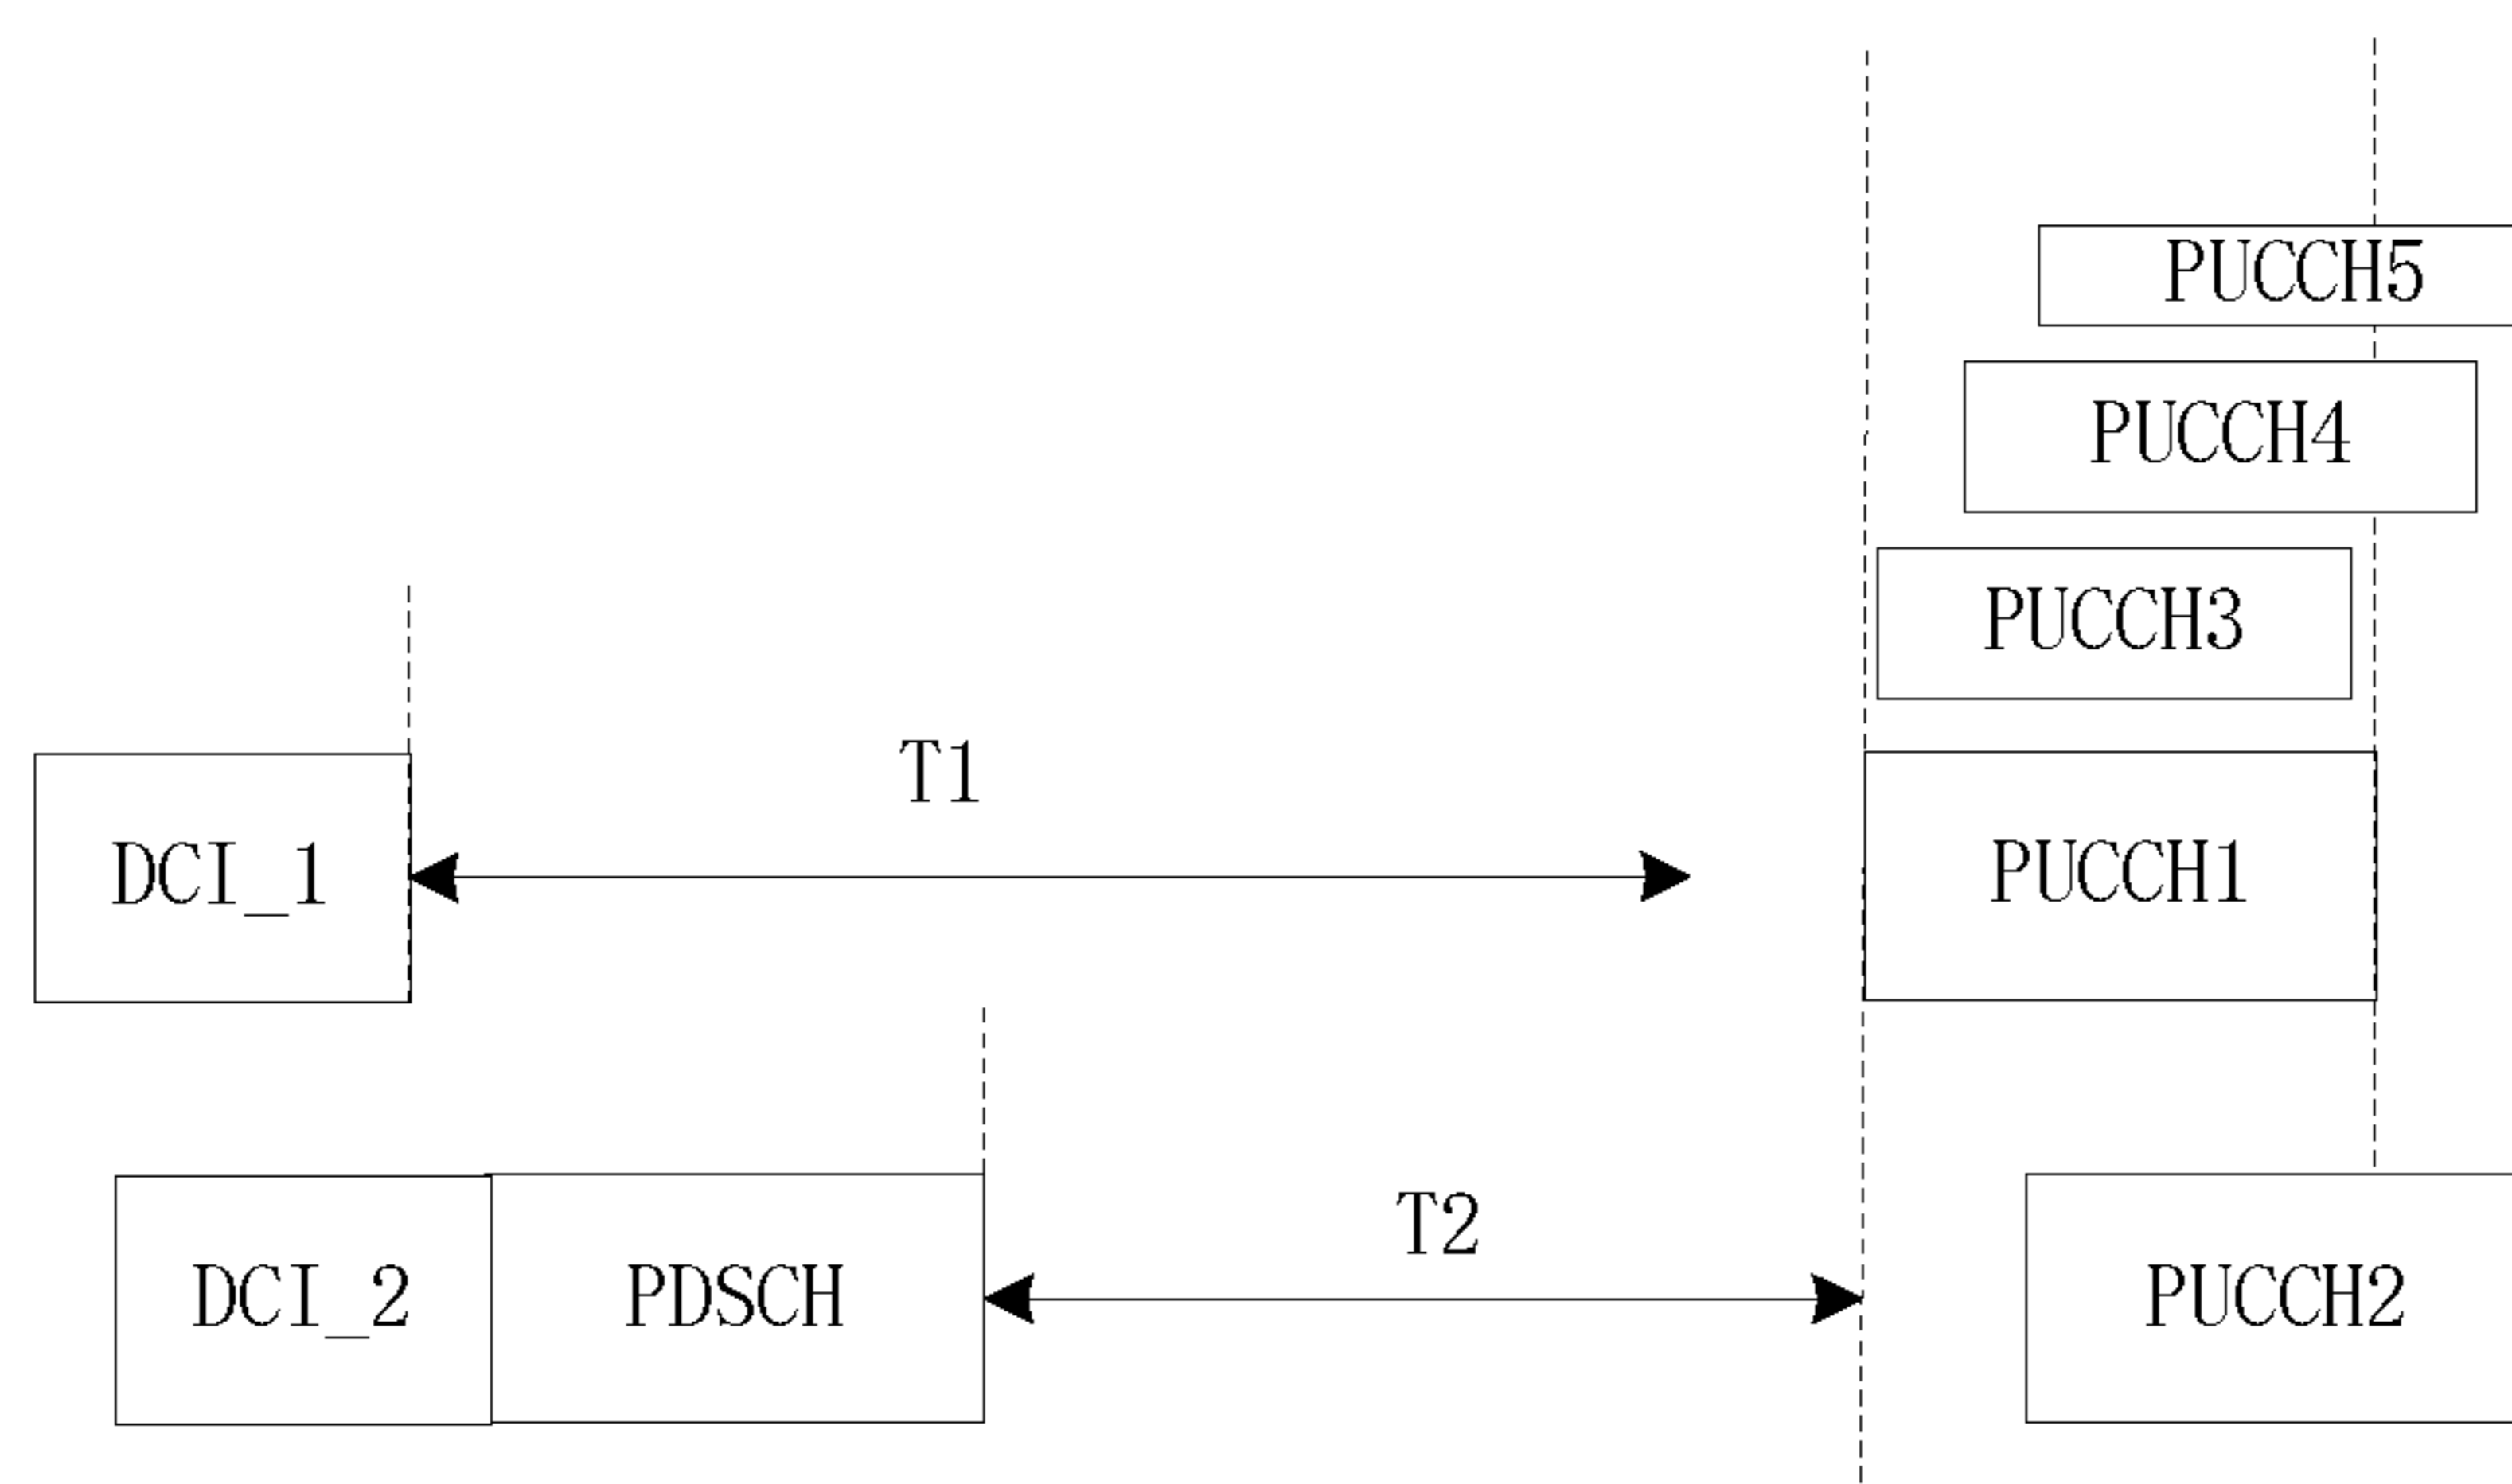 PUCCH5
PUCCH4
PUCCH3
T1
DCI_1
PUCCH1
T2
DCI_2
PDSCH
PUCCH2